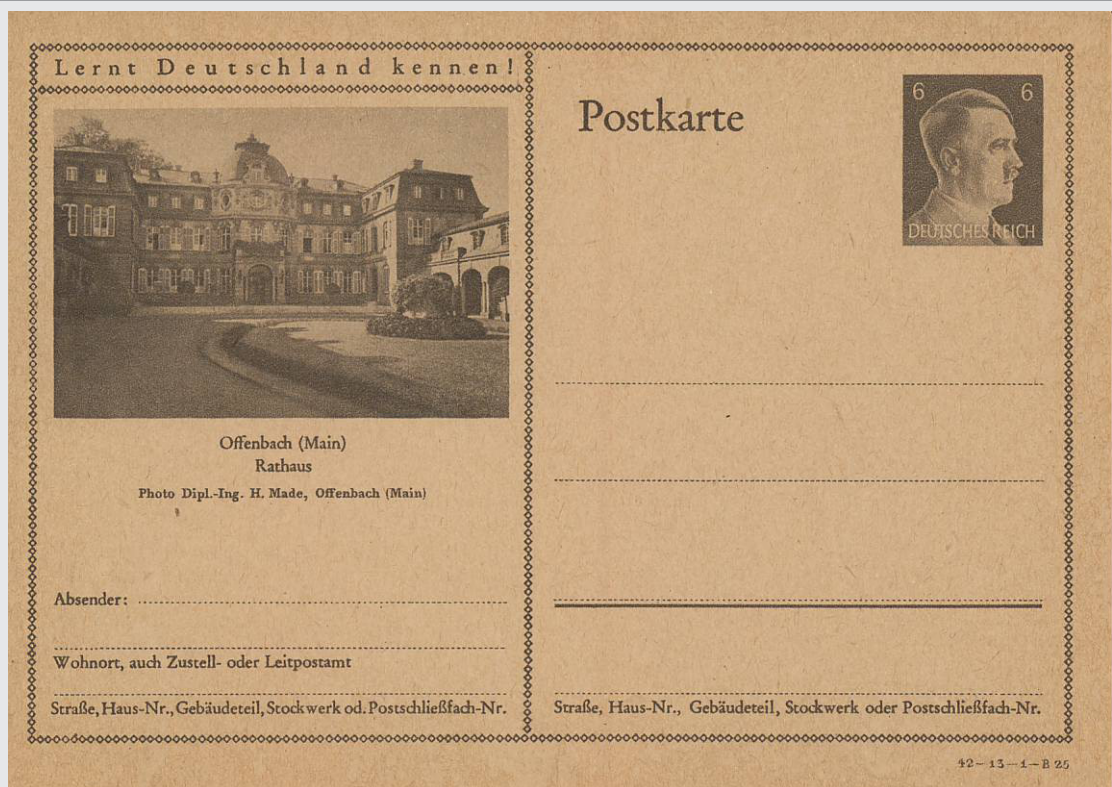 Lernt Deutschland kennen!
Offenbach (Main)
Rathaus
Photo Dipl.-Ing. H. Made, Offenbach (Main)
Absender:
Wohnort, auch Zustell- oder Leitpostamt
Straße, Haus-Nr., Gebäudeteil, Stockwerk od. Postschließfach-Nr.
Postkarte
6 6
DEUTSCHES REICH
Straße, Haus-Nr., Gebäudeteil, Stockwerk oder Postschließfach-Nr.
42–13–1–B 25